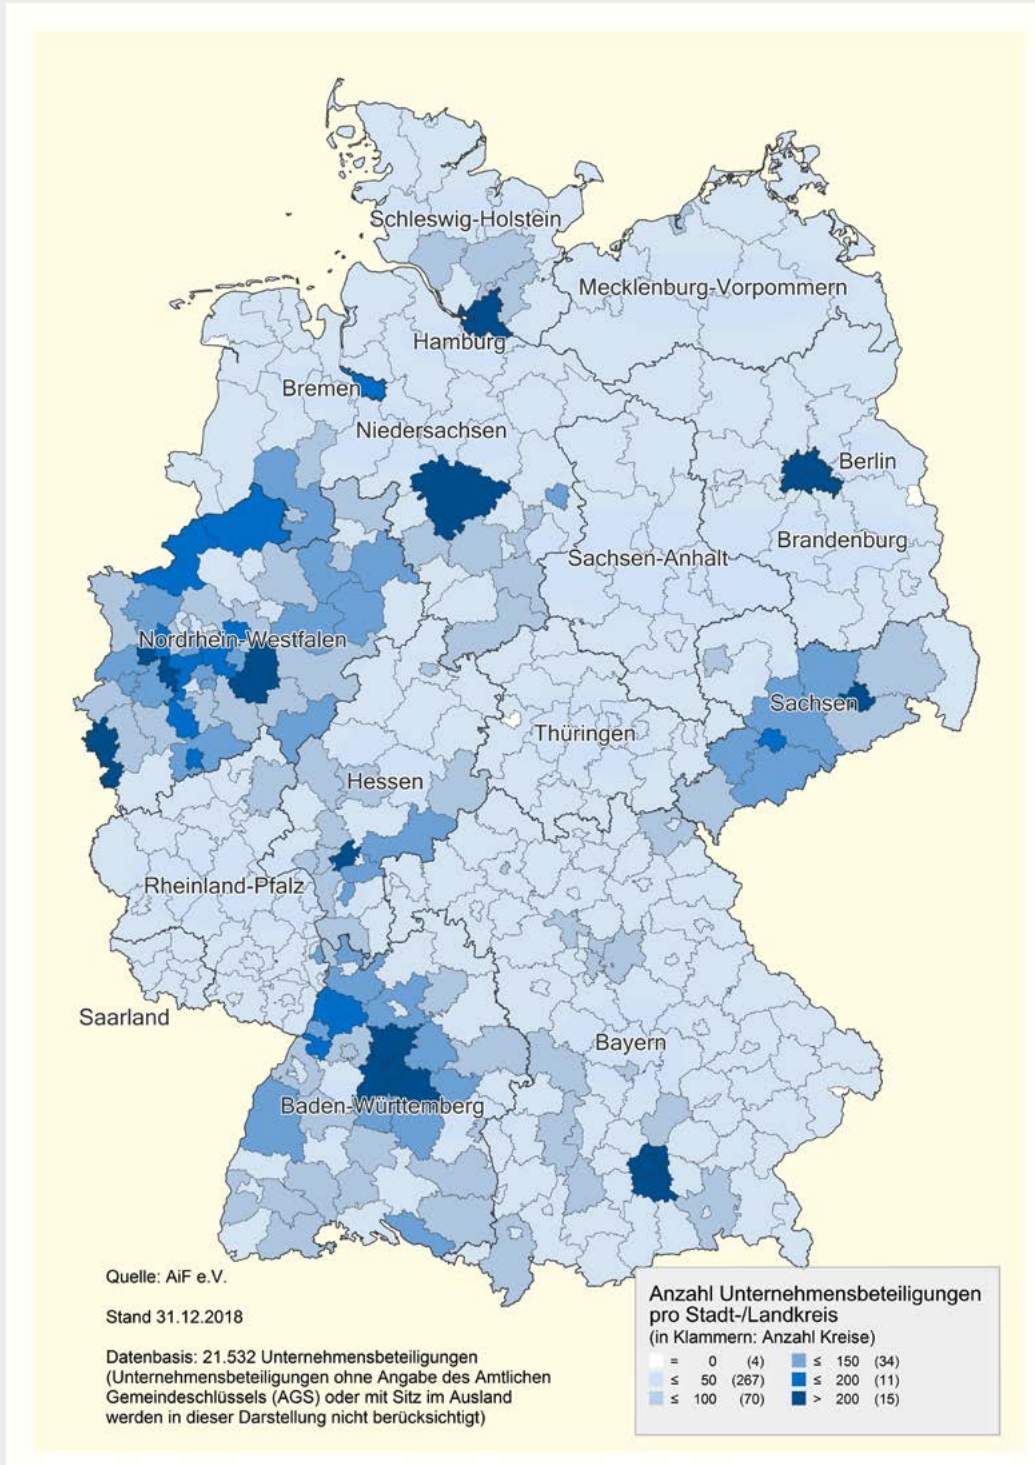 Schleswig-Holstein
Mecklenburg-Vorpommern
Hamburg
Bremen
Niedersachsen
Berlin
Brandenburg
Sachsen-Anhalt
Nordrhein-Westfalen
Sachsen
Thüringen
Hessen
Rheinland-Pfalz
Saarland
Bayern
Baden-Württemberg
Quelle: AiF e.V.
Stand 31.12.2018
Datenbasis: 21.532 Unternehmensbeteiligungen
(Unternehmensbeteiligungen ohne Angabe des Amtlichen
Gemeindeschlüssels (AGS) oder mit Sitz im Ausland
werden in dieser Darstellung nicht berücksichtigt)
Anzahl Unternehmensbeteiligungen
pro Stadt-/Landkreis
(in Klammern: Anzahl Kreise)
= 0 (4) ≤ 150 (34)
≤ 50 (267) ≤ 200 (11)
≤ 100 (70) > 200 (15)